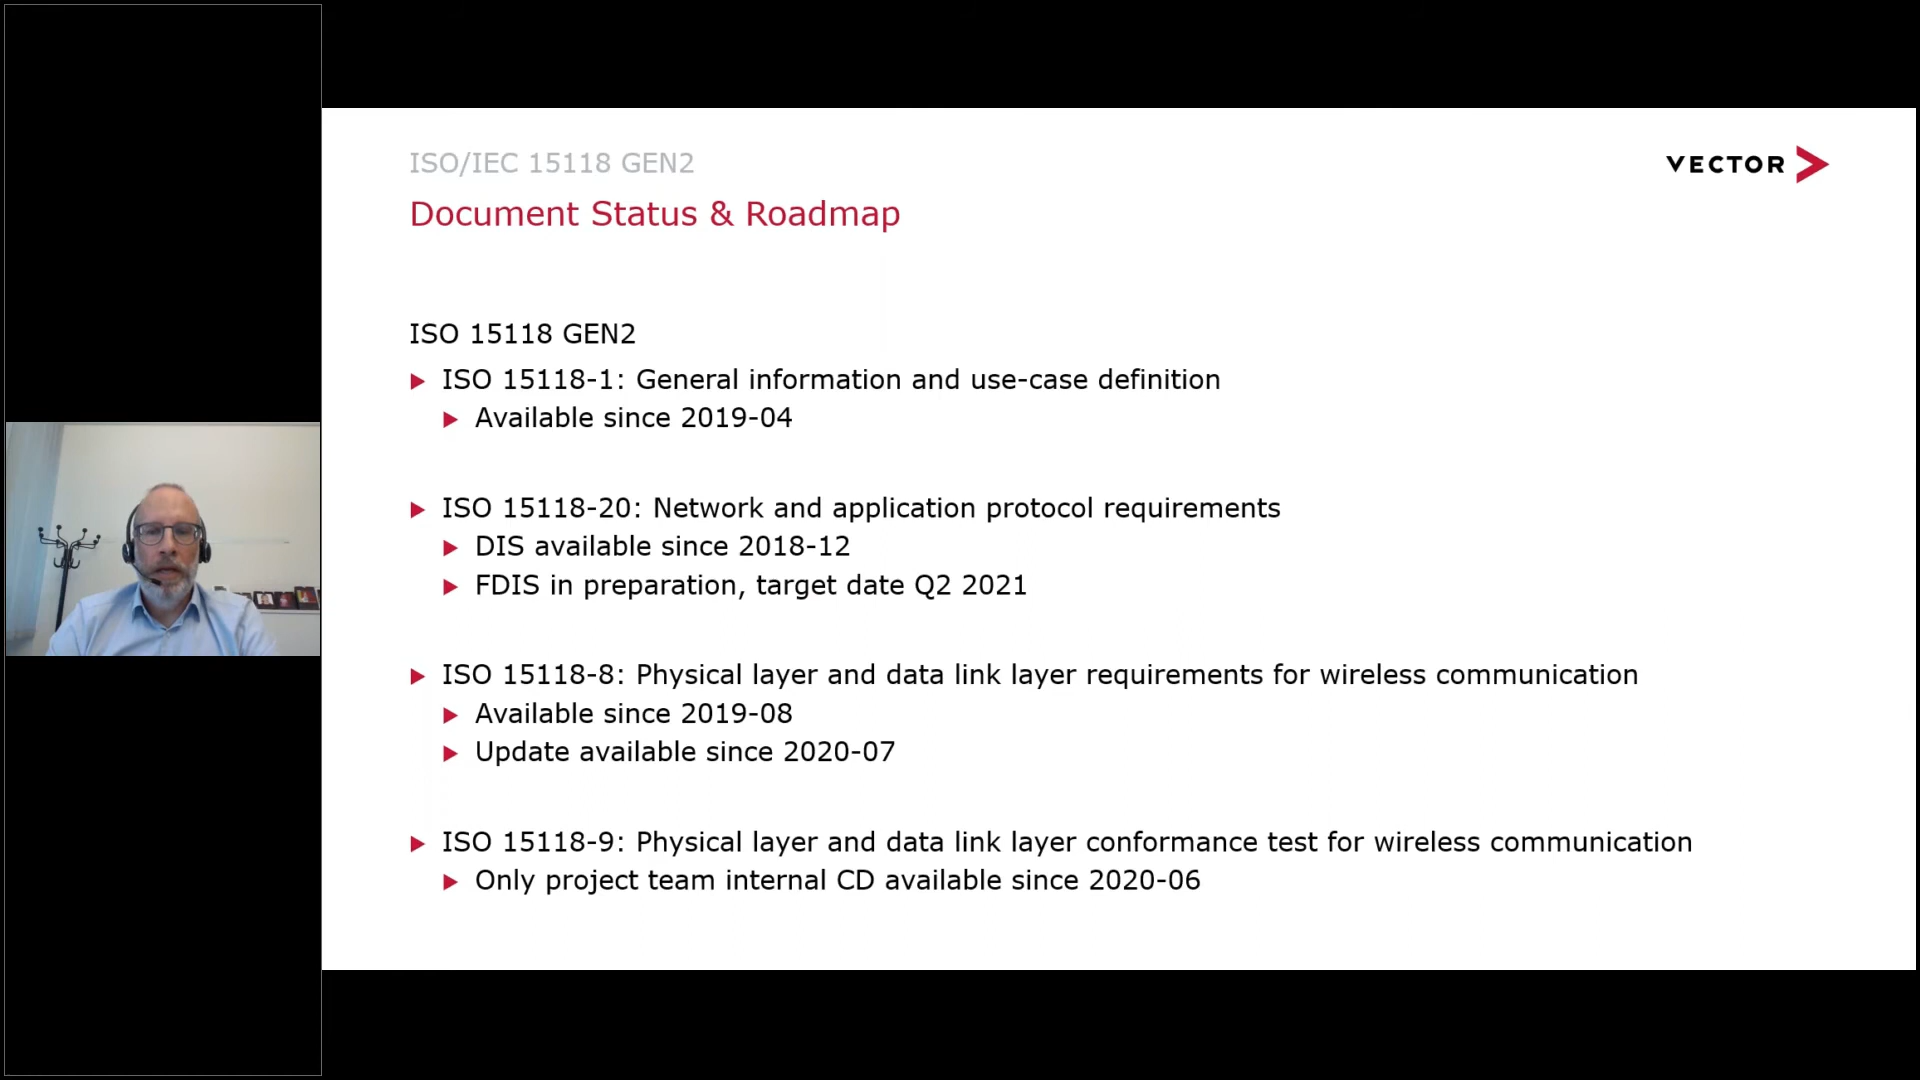 ISO/IEC 15118 GEN2
VECTOR
Document Status & Roadmap
ISO 15118 GEN2
ISO 15118-1: General information and use-case definition
Available since 2019-04
ISO 15118-20: Network and application protocol requirements
DIS available since 2018-12
FDIS in preparation, target date Q2 2021
ISO 15118-8: Physical layer and data link layer requirements for wireless communication
Available since 2019-08
Update available since 2020-07
ISO 15118-9: Physical layer and data link layer conformance test for wireless communication
Only project team internal CD available since 2020-06